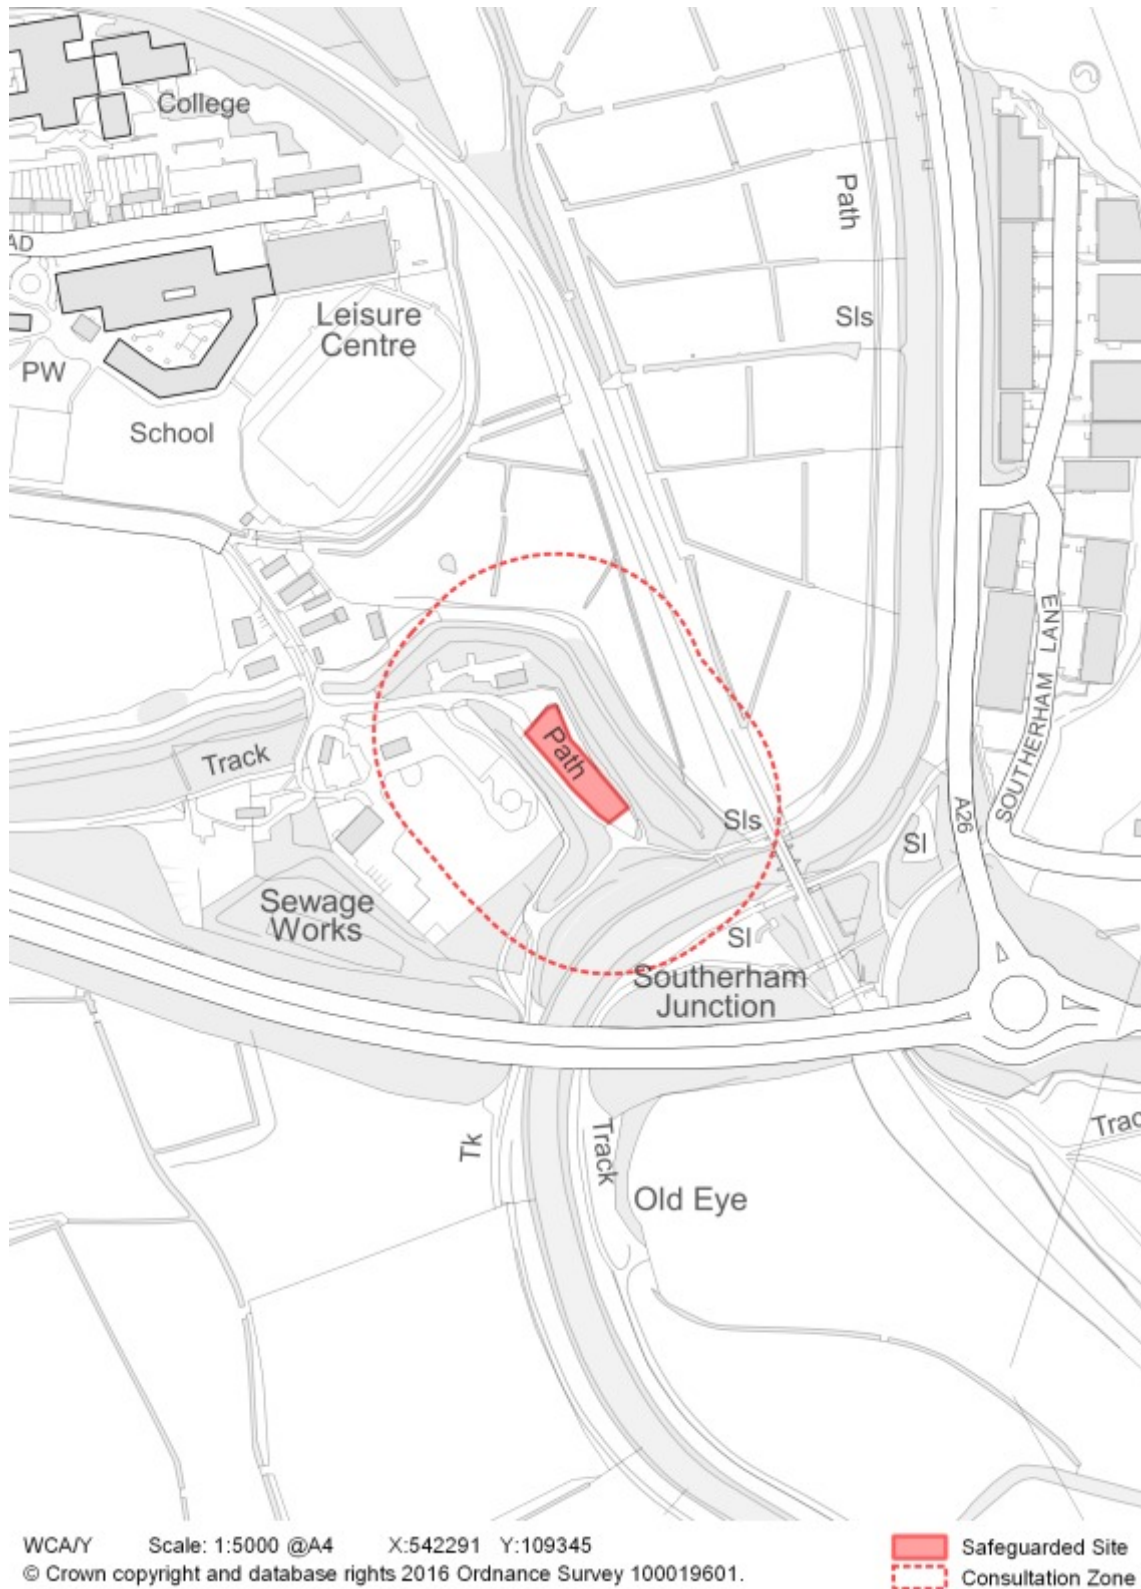 College
Path
AD
Leisure
Centre
Sls
PW
School
SOUTHERHAM LANE
Track
Path
Sls
A26
Sl
Sewage
Works
Sl
Southerham
Junction
Tk
Track
Trac
Old Eye
WCA/Y Scale: 1:5000 @A4 X:542291 Y:109345
© Crown copyright and database rights 2016 Ordnance Survey 100019601.
Safeguarded Site
Consultation Zone